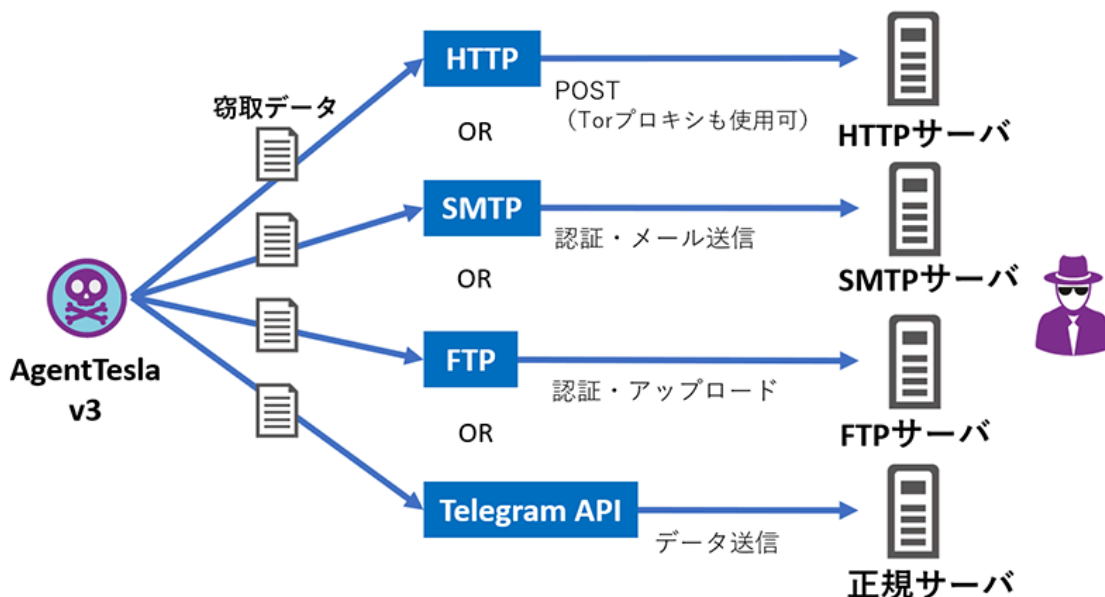 HTTP
窃取データ
POST
（Torプロキシも使用可）
OR
HTTPサーバ
SMTP
認証・メール送信
OR
SMTPサーバ
AgentTesla
v3
FTP
認証・アップロード
OR
FTPサーバ
Telegram API
データ送信
正規サーバ